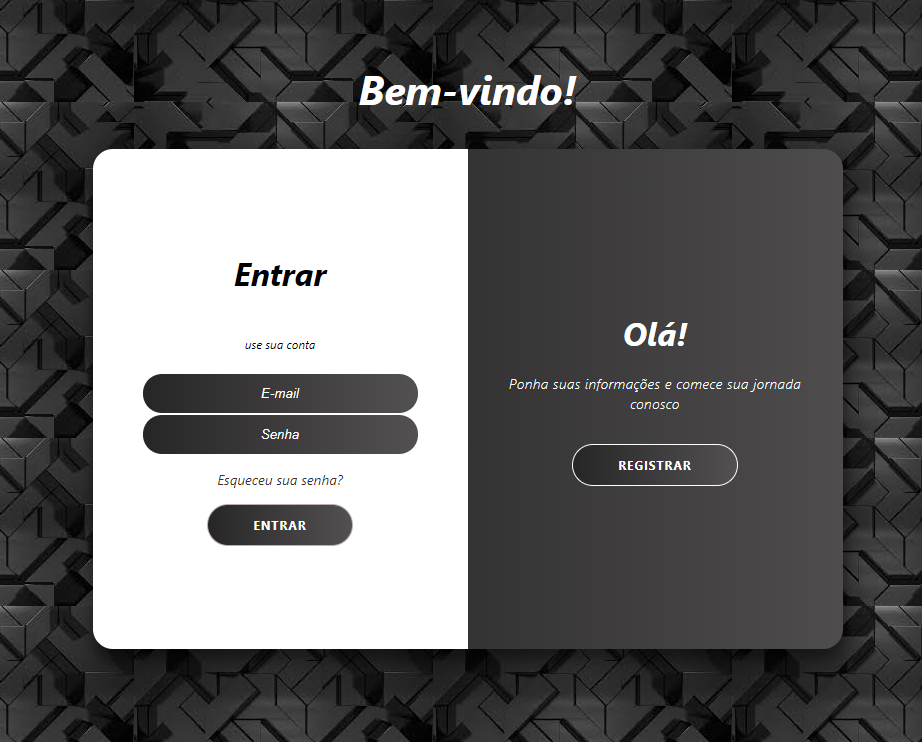 Bem-vindo!
Entrar
use sua conta
E-mail
Senha
Esqueceu sua senha?
ENTRAR
Olá!
Ponha suas informações e comece sua jornada
conosco
REGISTRAR